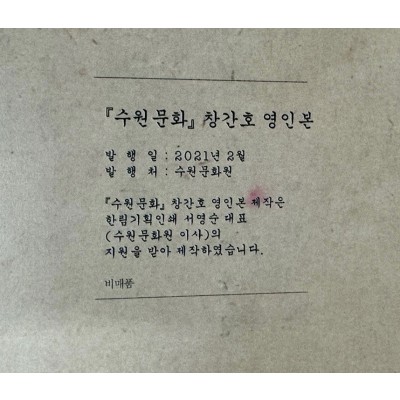 『수원문화』 창간호 영인본
발 행 일 : 2021년 2월
발 행 처 : 수원문화원
『수원문화』 창간호 영인본 제작은
한림기획인쇄 서영순 대표
(수원문화원 이사)의
지원을 받아 제작하였습니다.
비매품